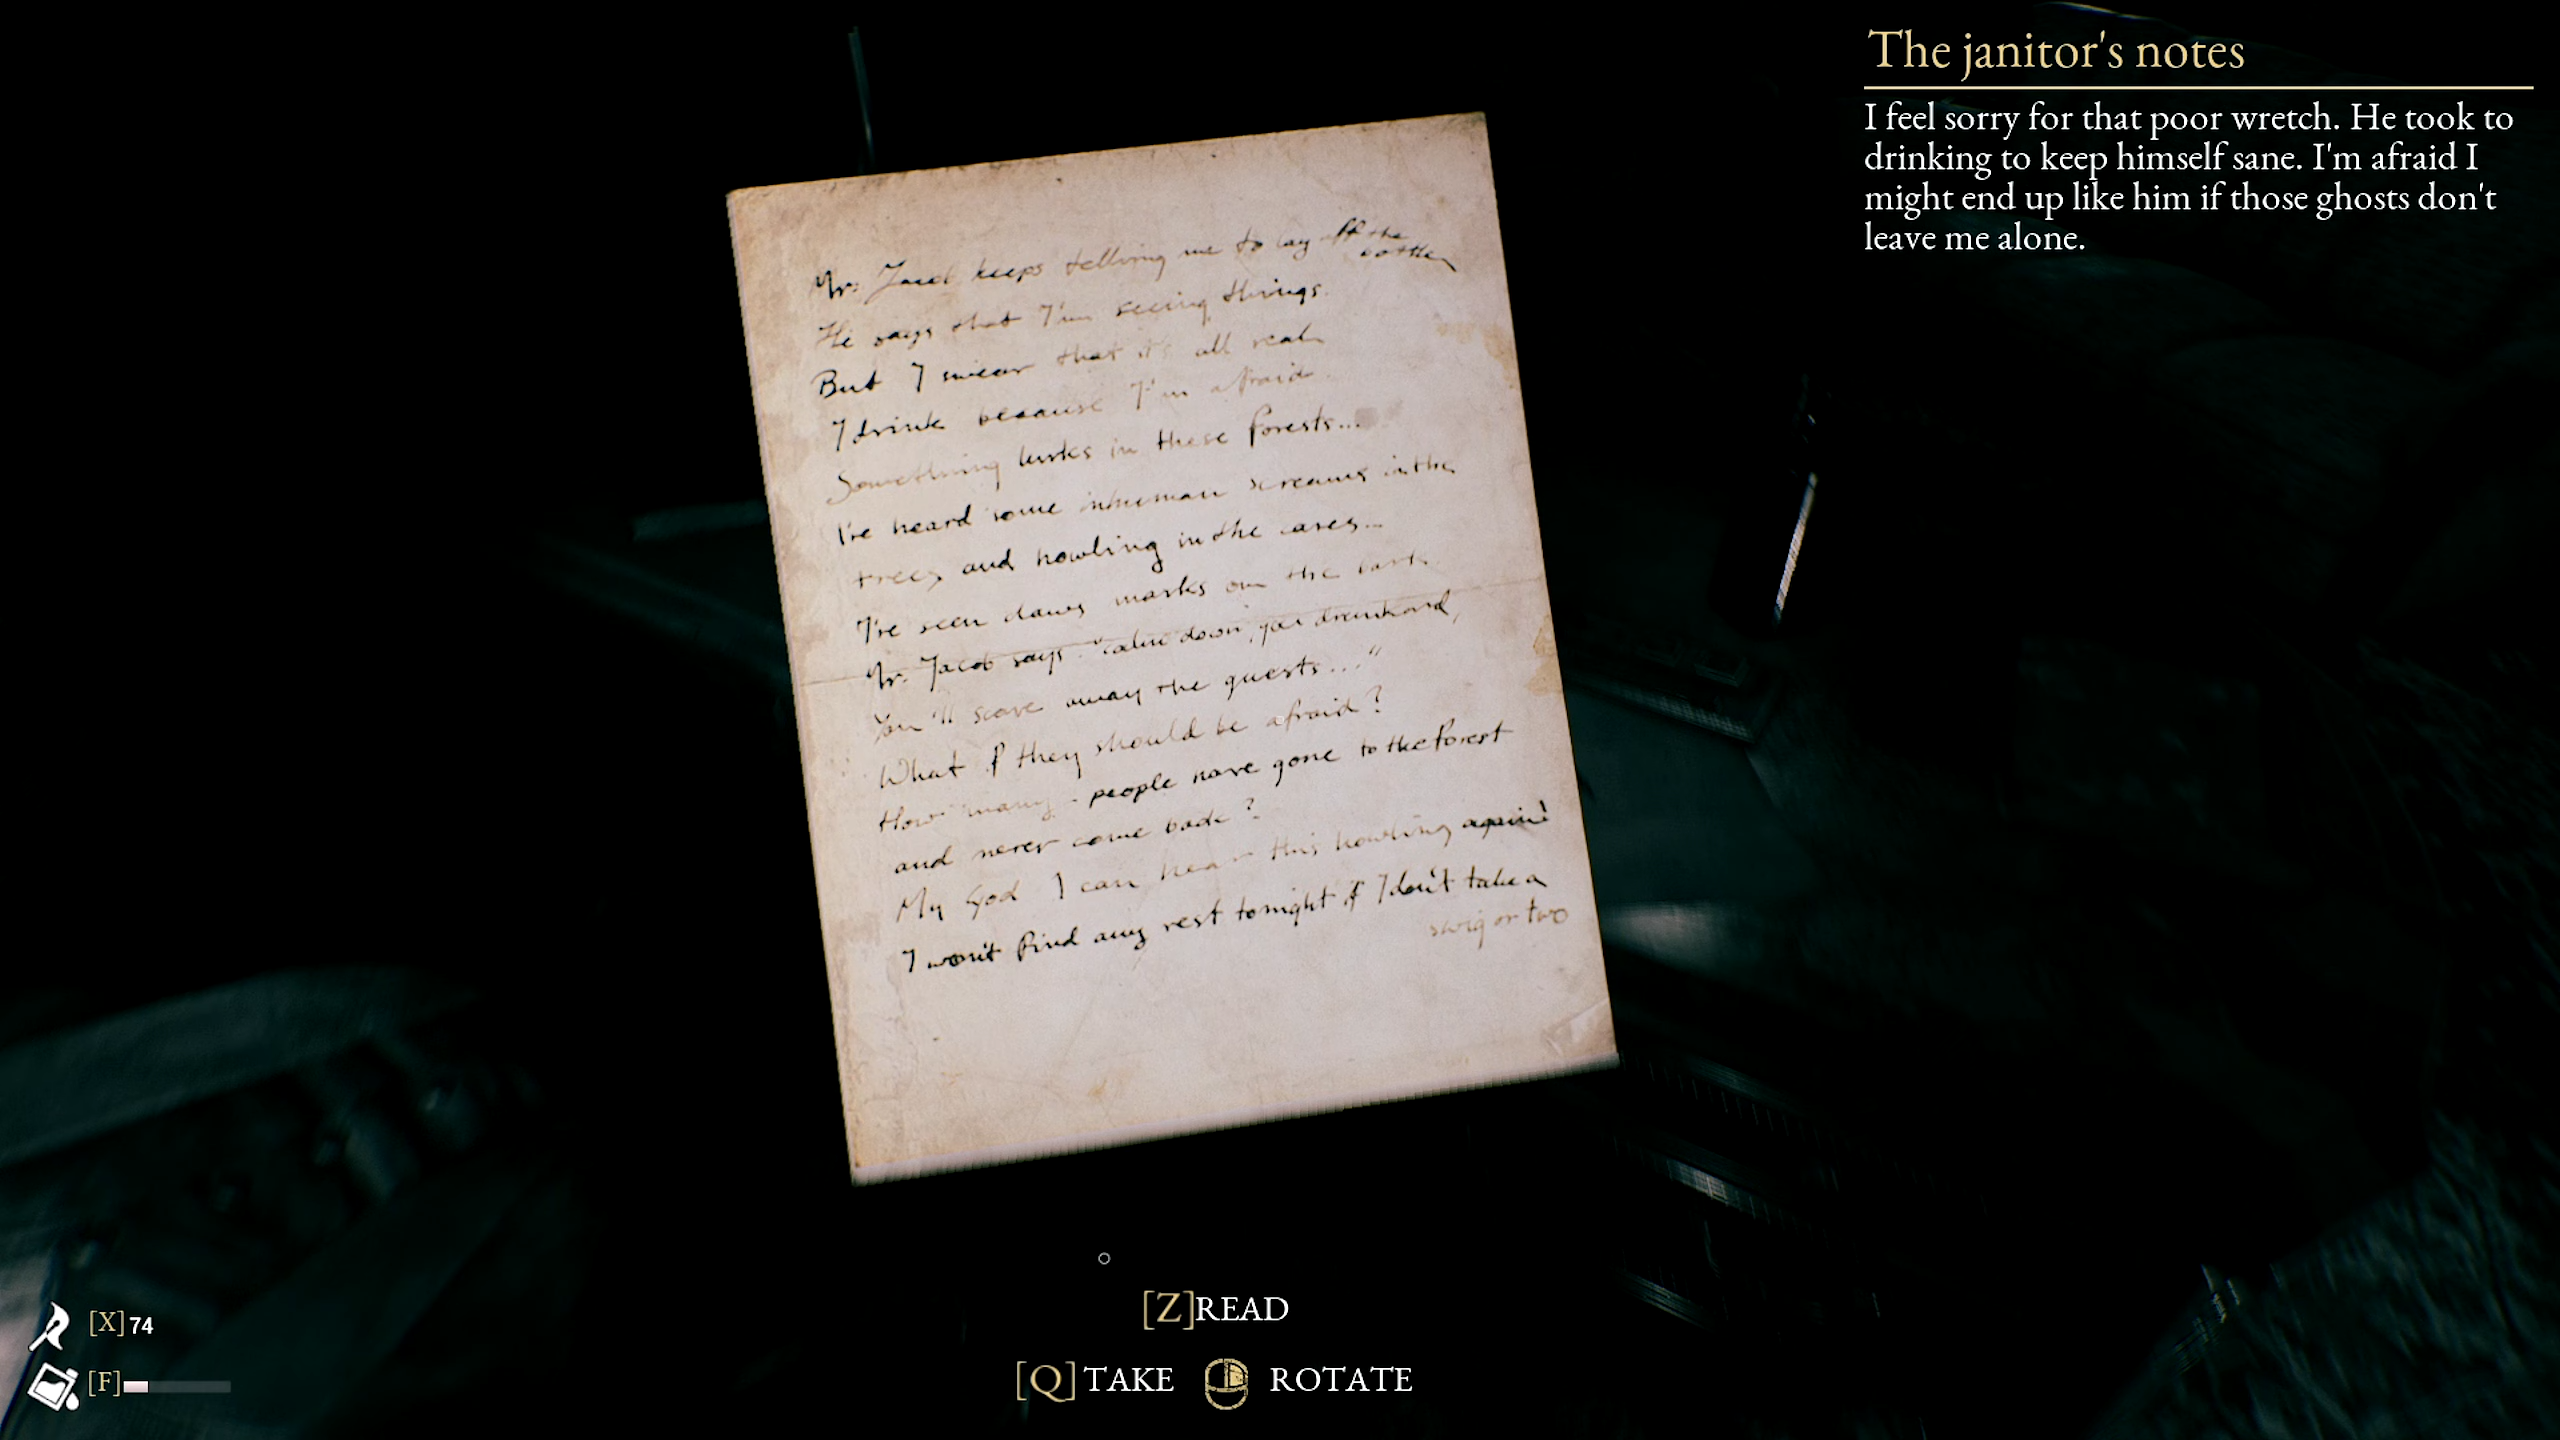 The janitor's notes
I feel sorry for that poor wretch. He took to
drinking to keep himself sane. I'm afraid I
might end up like him if those ghosts don't
leave me alone.
Mr. Jacob keeps telling me to lay off the
bottle
He says that I'm seeing things.
But I swear that it's all real
I drink because I'm afraid.
Something lurks in these forests...
I've heard some inhuman screams in the
trees and howling in the caves...
I've seen claws marks on the bark.
Mr. Jacob says "calm down, you drunkard,
You'll scare away the guests..."
What if they should be afraid?
How many people have gone to the forest
and never come back?
My God I can hear this howling again!
I won't find any rest tonight if I don't take a
swig or two
[Z] READ
[Q] TAKE ROTATE
[X] 74
[F]